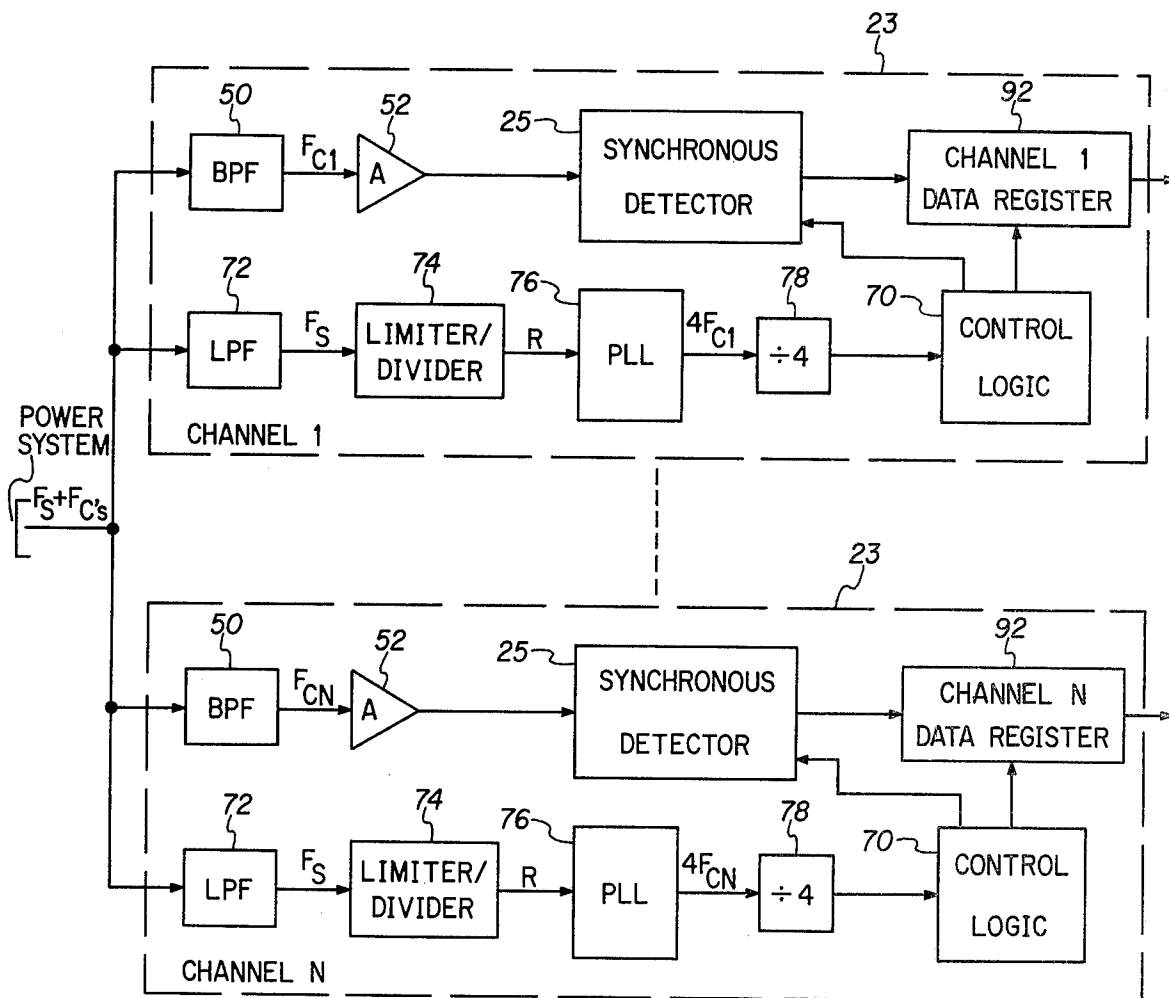 23
50
52
25
92
BPF
F_C1
A
SYNCHRONOUS
DETECTOR
CHANNEL 1
DATA REGISTER
72
74
76
78
70
LPF
F_S
LIMITER/
DIVIDER
R
PLL
4F_C1
÷4
CONTROL
LOGIC
CHANNEL 1
POWER
SYSTEM
F_S+F_C's
23
50
52
25
92
BPF
F_CN
A
SYNCHRONOUS
DETECTOR
CHANNEL N
DATA REGISTER
72
74
76
78
70
LPF
F_S
LIMITER/
DIVIDER
R
PLL
4F_CN
÷4
CONTROL
LOGIC
CHANNEL N